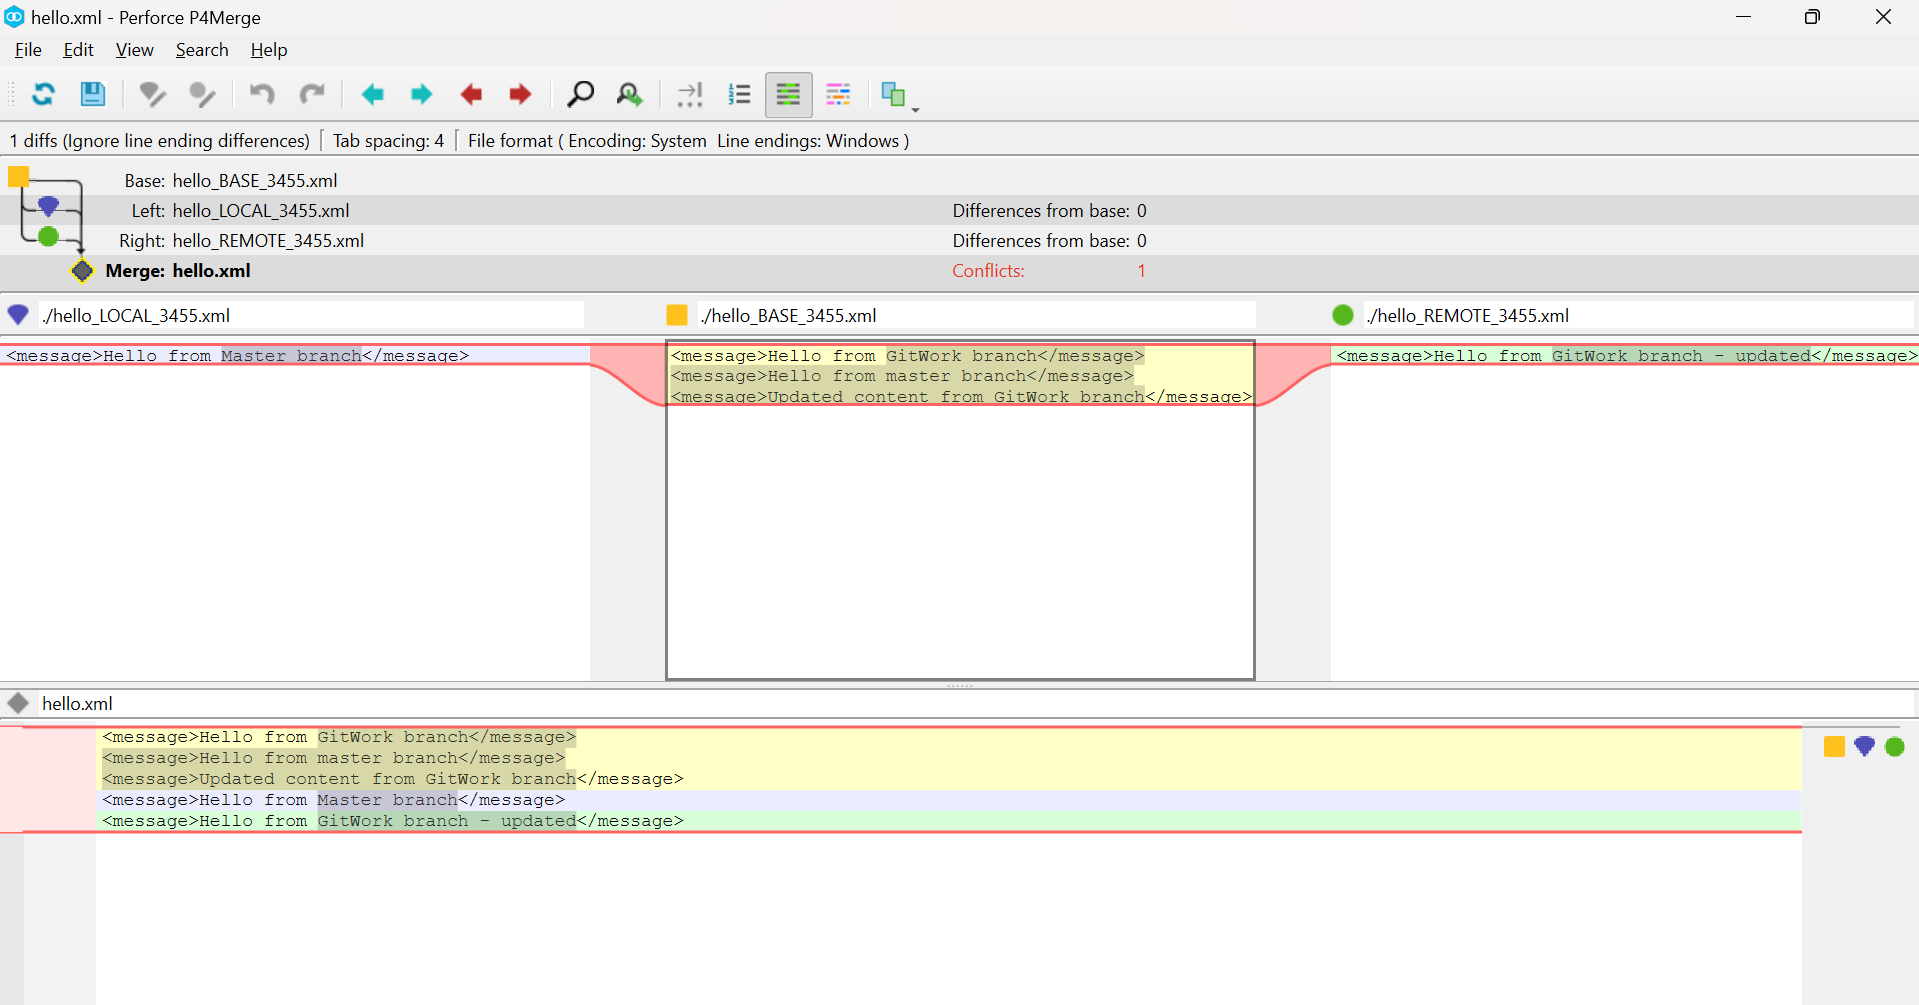 hello.xml - Perforce P4Merge
File Edit View Search Help
1 diffs (Ignore line ending differences) Tab spacing: 4 File format ( Encoding: System Line endings: Windows )
Base: hello_BASE_3455.xml
Left: hello_LOCAL_3455.xml Differences from base: 0
Right: hello_REMOTE_3455.xml Differences from base: 0
Merge: hello.xml Conflicts: 1
./hello_LOCAL_3455.xml ./hello_BASE_3455.xml ./hello_REMOTE_3455.xml
<message>Hello from Master branch</message>
<message>Hello from GitWork branch</message>
<message>Hello from master branch</message>
<message>Updated content from GitWork branch</message>
<message>Hello from GitWork branch - updated</message>
hello.xml
<message>Hello from GitWork branch</message>
<message>Hello from master branch</message>
<message>Updated content from GitWork branch</message>
<message>Hello from Master branch</message>
<message>Hello from GitWork branch - updated</message>